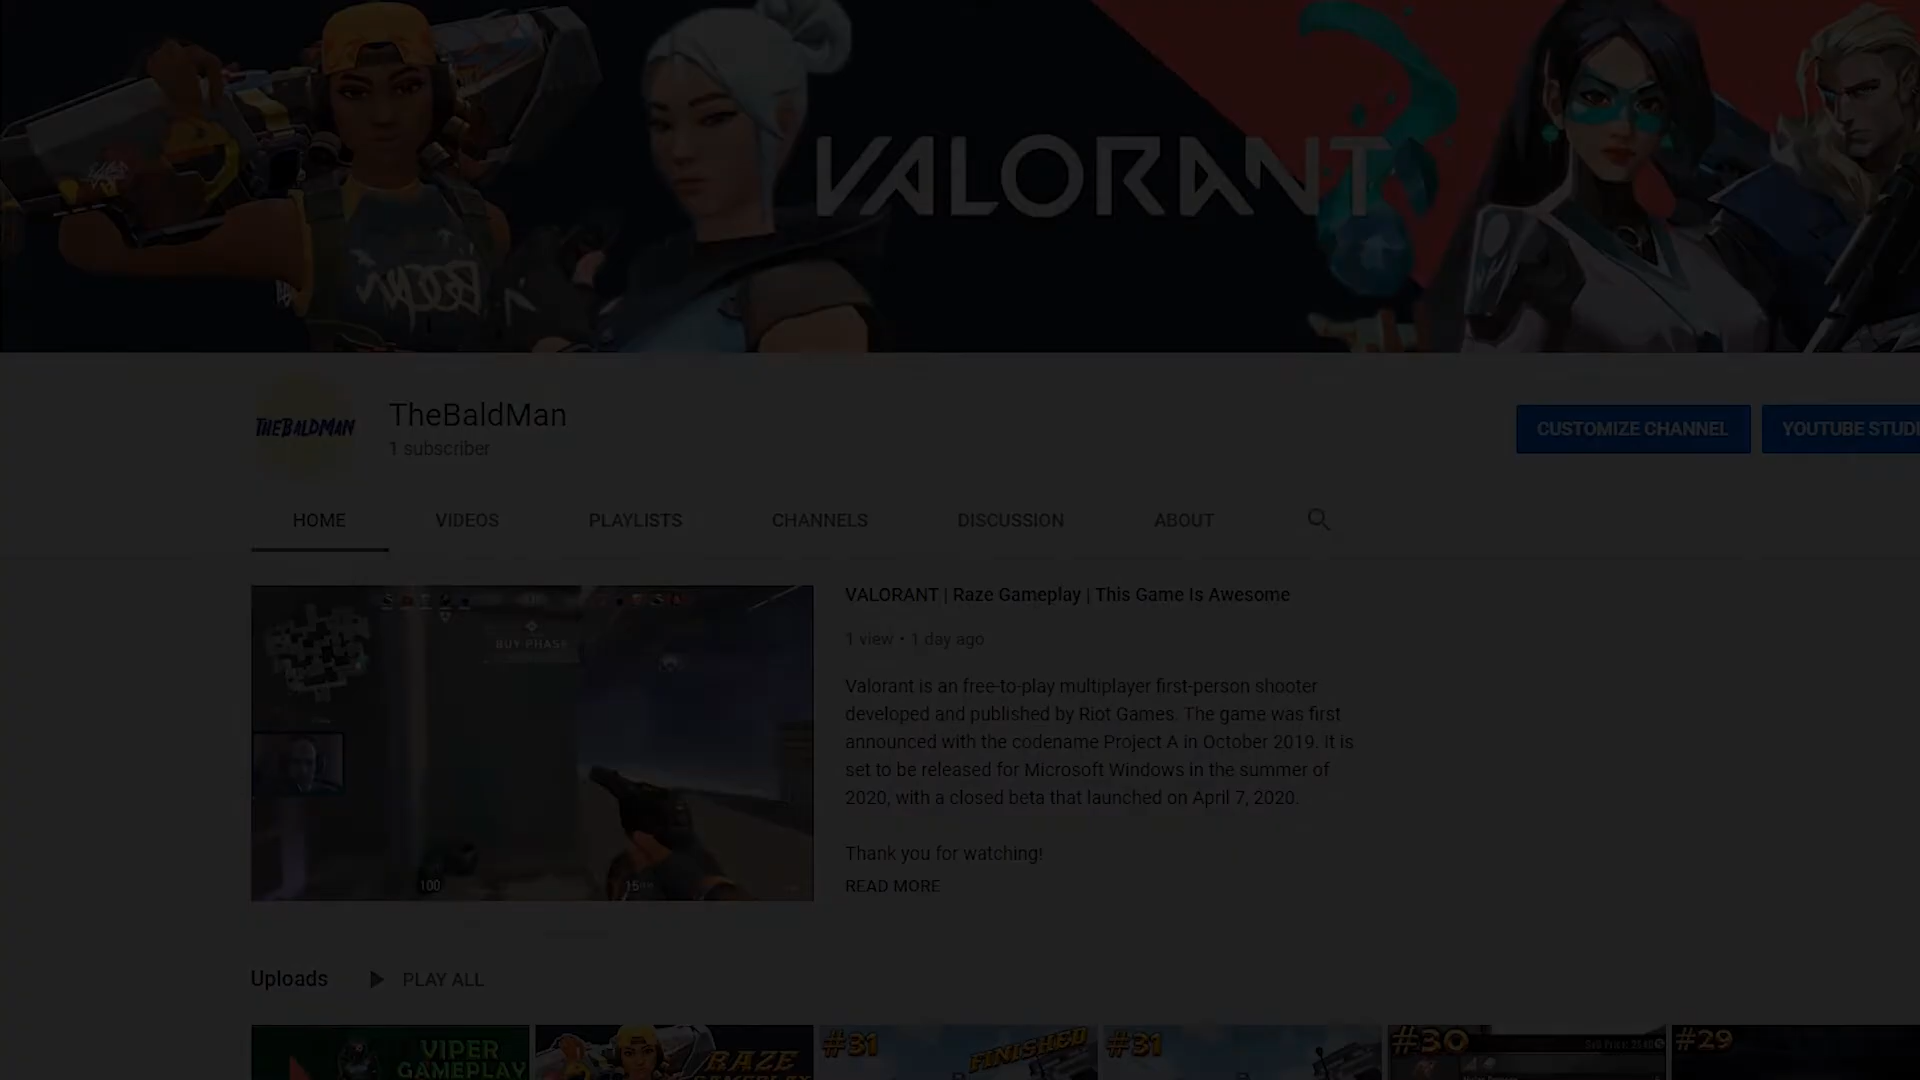 VALORANT
BOOM
THEBALDMAN
TheBaldMan
1 subscriber
CUSTOMIZE CHANNEL
YOUTUBE STUDI
HOME
VIDEOS
PLAYLISTS
CHANNELS
DISCUSSION
ABOUT
BUY PHASE
100
15
VALORANT | Raze Gameplay | This Game Is Awesome
1 view • 1 day ago
Valorant is an free-to-play multiplayer first-person shooter
developed and published by Riot Games. The game was first
announced with the codename Project A in October 2019. It is
set to be released for Microsoft Windows in the summer of
2020, with a closed beta that launched on April 7, 2020.
Thank you for watching!
READ MORE
Uploads
PLAY ALL
VIPER
GAMEPLAY
RAZE
GAMEPLAY
#31
FINISHED
#31
#30
#29